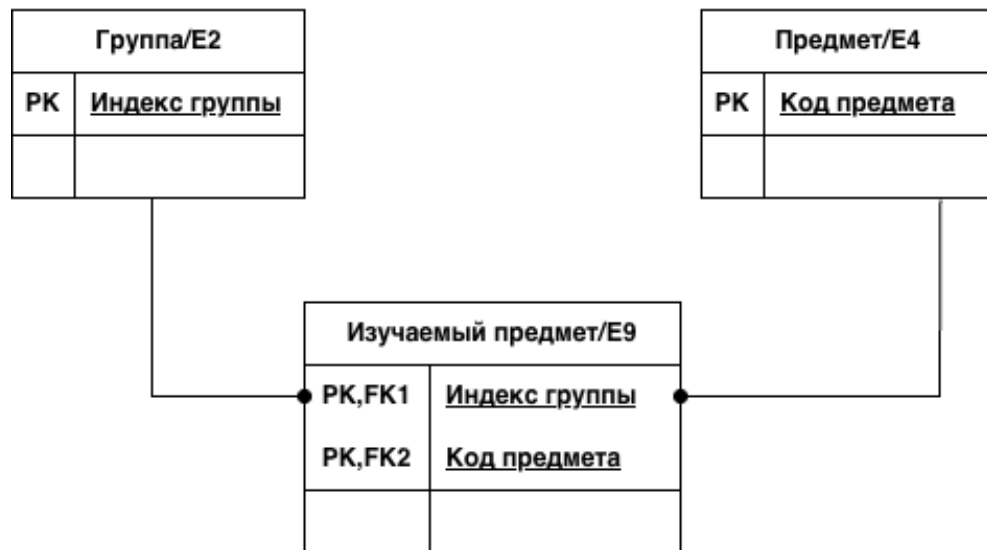 Группа/E2
PK Индекс группы
Предмет/E4
PK Код предмета
Изучаемый предмет/E9
PK,FK1 Индекс группы
PK,FK2 Код предмета